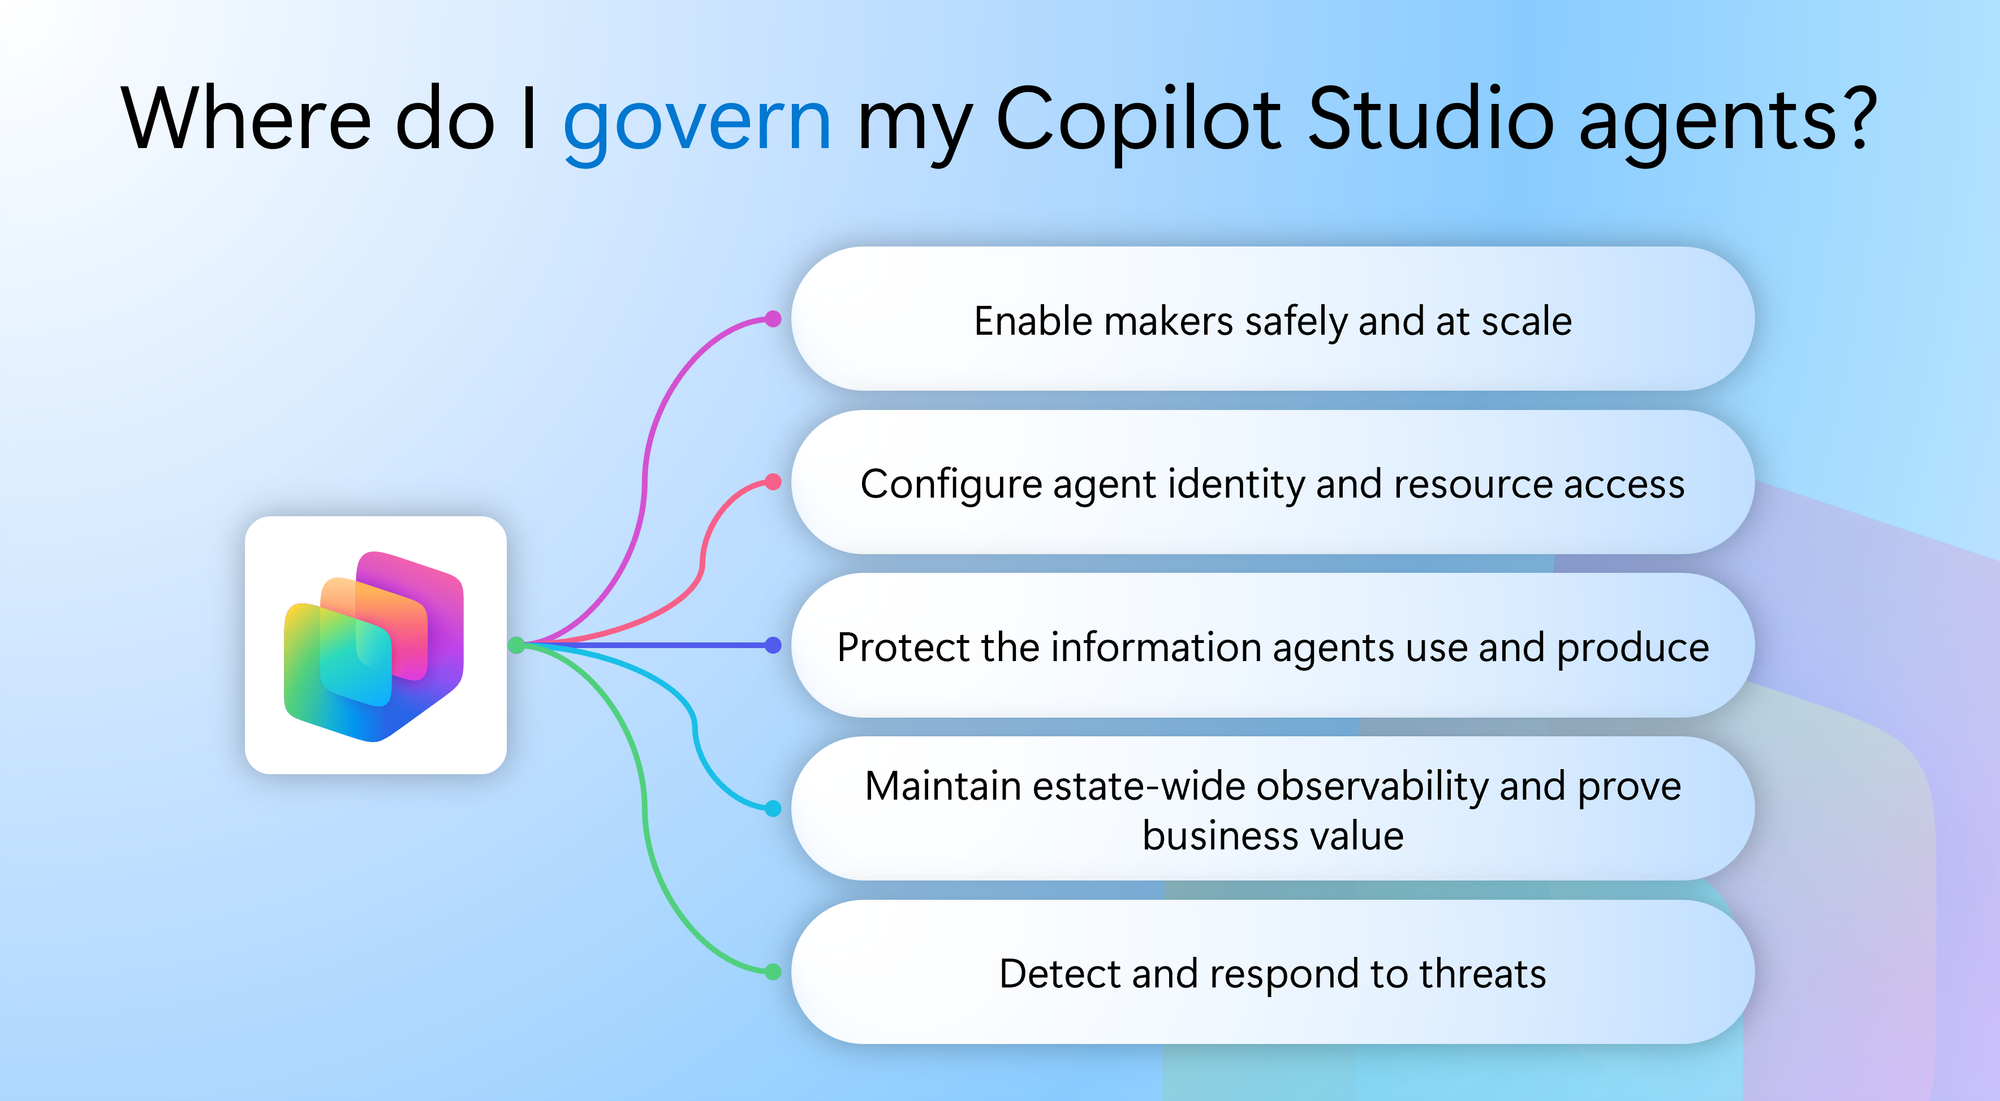 Where do I govern my Copilot Studio agents?
Enable makers safely and at scale
Configure agent identity and resource access
Protect the information agents use and produce
Maintain estate-wide observability and prove
business value
Detect and respond to threats